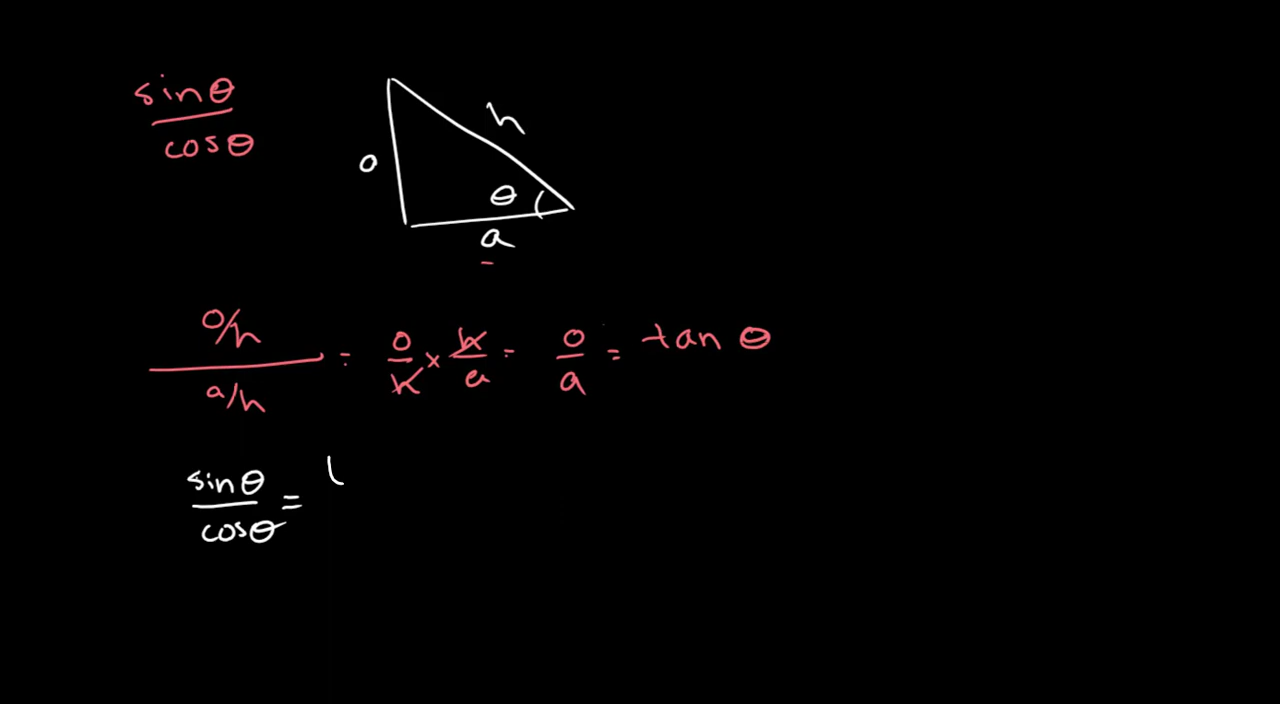 sinθ
cosθ
h
o
θ
a
o/h
a/h
= o/h × h/a = o/a = tan θ
sinθ
cosθ
=